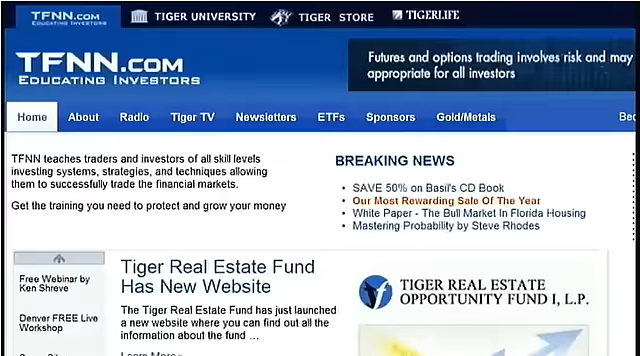 TFNN.COM
EDUCATING INVESTORS
TIGER UNIVERSITY
TIGER STORE
TIGERLIFE
TFNN.COM
EDUCATING INVESTORS
Futures and options trading involves risk and may
appropriate for all investors
Home About Radio Tiger TV Newsletters ETFs Sponsors Gold/Metals
TFNN teaches traders and investors of all skill levels
investing systems, strategies, and techniques allowing
them to successfully trade the financial markets.
Get the training you need to protect and grow your money
BREAKING NEWS
• SAVE 50% on Basil's CD Book
• Our Most Rewarding Sale Of The Year
• White Paper - The Bull Market In Florida Housing
• Mastering Probability by Steve Rhodes
Free Webinar by
Ken Shreve
Denver FREE Live
Workshop
Tiger Real Estate Fund
Has New Website
The Tiger Real Estate Fund has just launched
a new website where you can find out all the
information about the fund ...
Learn More
TIGER REAL ESTATE
OPPORTUNITY FUND I, L.P.